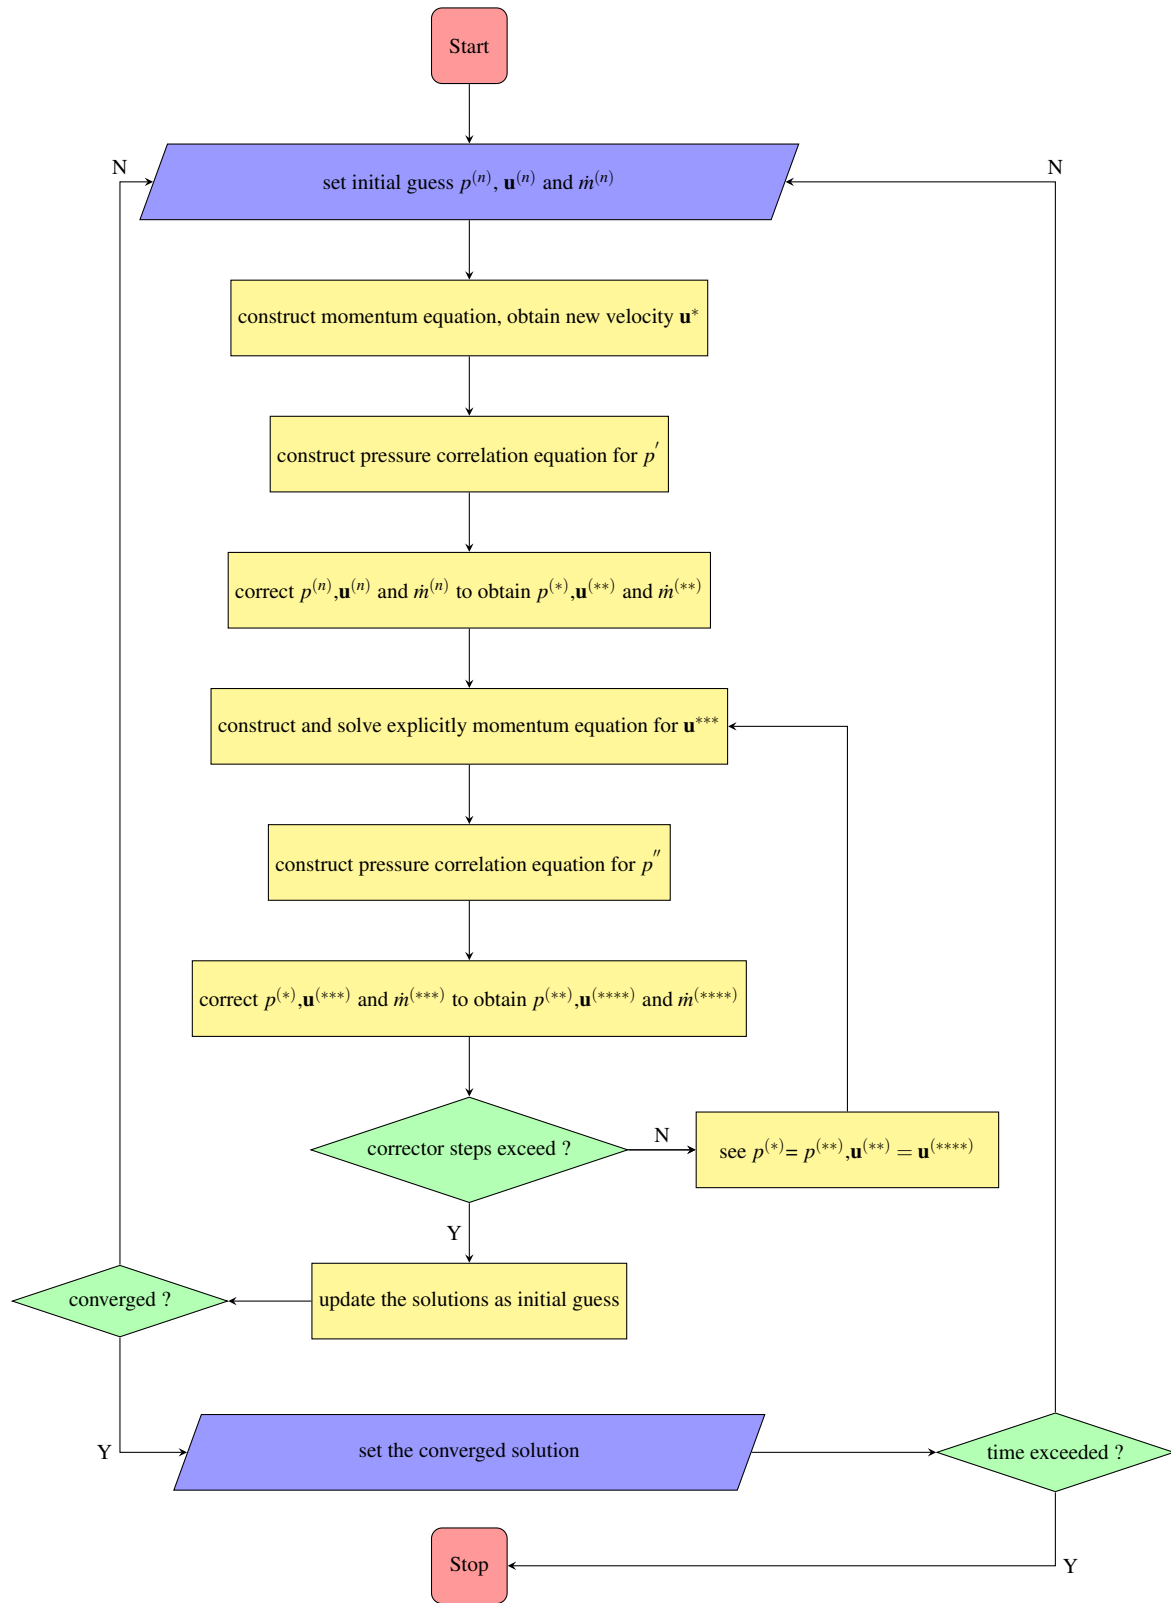 Start
N
set initial guess p⁽ⁿ⁾, u⁽ⁿ⁾ and ṁ⁽ⁿ⁾
N
construct momentum equation, obtain new velocity u*
construct pressure correlation equation for p′
correct p⁽ⁿ⁾,u⁽ⁿ⁾ and ṁ⁽ⁿ⁾ to obtain p^(∗),u^(∗∗) and ṁ^(∗∗)
construct and solve explicitly momentum equation for u***
construct pressure correlation equation for p″
correct p^(∗),u^(∗∗∗) and ṁ^(∗∗∗) to obtain p^(∗∗),u^(∗∗∗∗) and ṁ^(∗∗∗∗)
corrector steps exceed ?
N
see p^(∗)= p^(∗∗),u^(∗∗) = u^(∗∗∗∗)
Y
converged ?
update the solutions as initial guess
Y
set the converged solution
time exceeded ?
Stop
Y